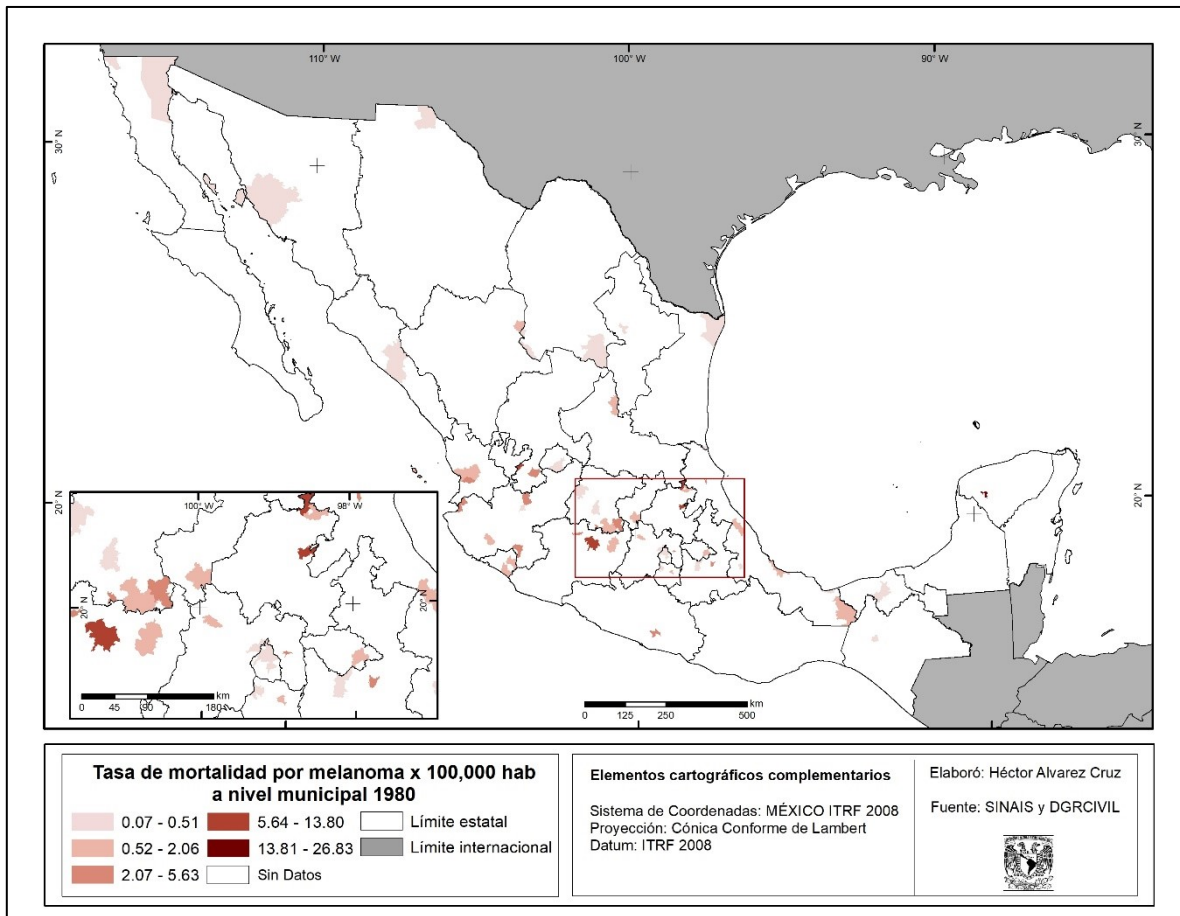 110° W
100° W
90° W
30° N
30° N
20° N
20° N
100° W
98° W
20° N
20° N
km
0 45 90 180
km
0 125 250 500
Tasa de mortalidad por melanoma x 100,000 hab
a nivel municipal 1980
0.07 - 0.51
5.64 - 13.80
Límite estatal
0.52 - 2.06
13.81 - 26.83
Límite internacional
2.07 - 5.63
Sin Datos
Elementos cartográficos complementarios
Sistema de Coordenadas: MÉXICO ITRF 2008
Proyección: Cónica Conforme de Lambert
Datum: ITRF 2008
Elaboró: Héctor Alvarez Cruz
Fuente: SINAIS y DGRCIVIL